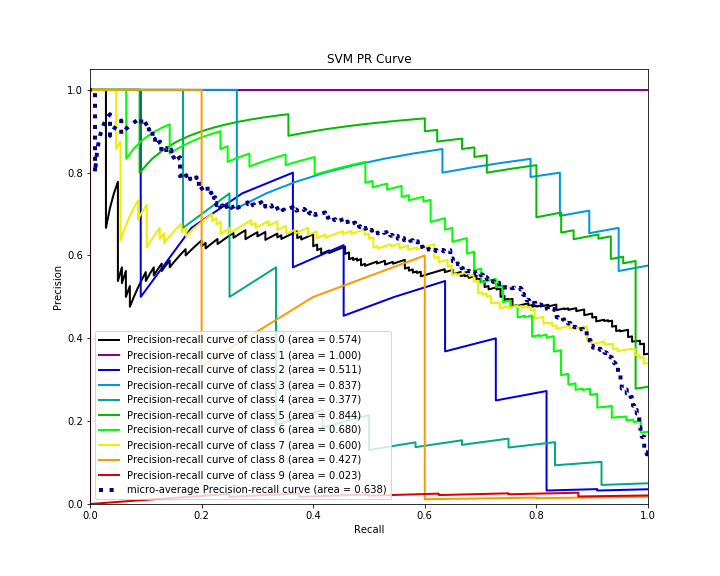 SVM PR Curve
1.0
0.8
0.6
0.4
0.2
0.0
Precision
Precision-recall curve of class 0 (area = 0.574)
Precision-recall curve of class 1 (area = 1.000)
Precision-recall curve of class 2 (area = 0.511)
Precision-recall curve of class 3 (area = 0.837)
Precision-recall curve of class 4 (area = 0.377)
Precision-recall curve of class 5 (area = 0.844)
Precision-recall curve of class 6 (area = 0.680)
Precision-recall curve of class 7 (area = 0.600)
Precision-recall curve of class 8 (area = 0.427)
Precision-recall curve of class 9 (area = 0.023)
micro-average Precision-recall curve (area = 0.638)
0.0 0.2 0.4 0.6 0.8 1.0
Recall